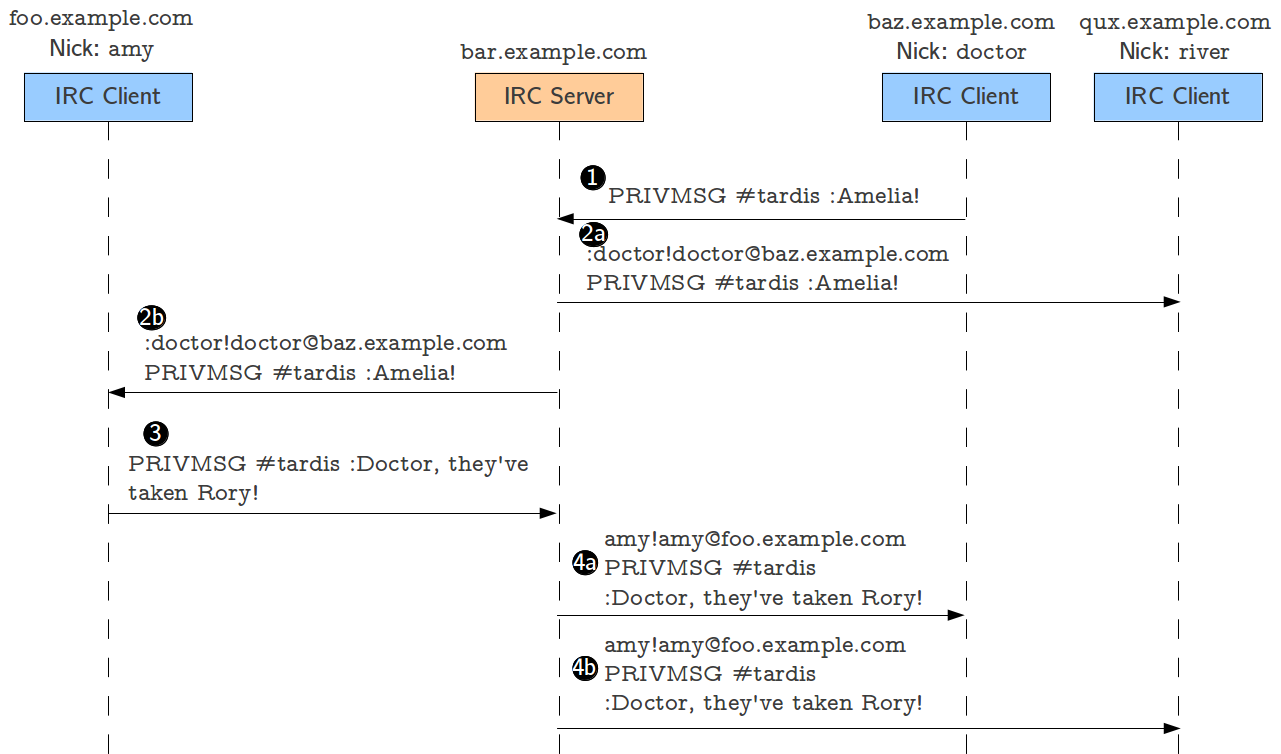 foo.example.com
Nick: amy
IRC Client
bar.example.com
IRC Server
baz.example.com
Nick: doctor
IRC Client
qux.example.com
Nick: river
IRC Client
1
PRIVMSG #tardis :Amelia!
2a
:doctor!doctor@baz.example.com
PRIVMSG #tardis :Amelia!
2b
:doctor!doctor@baz.example.com
PRIVMSG #tardis :Amelia!
3
PRIVMSG #tardis :Doctor, they've
taken Rory!
4a
amy!amy@foo.example.com
PRIVMSG #tardis
:Doctor, they've taken Rory!
4b
amy!amy@foo.example.com
PRIVMSG #tardis
:Doctor, they've taken Rory!